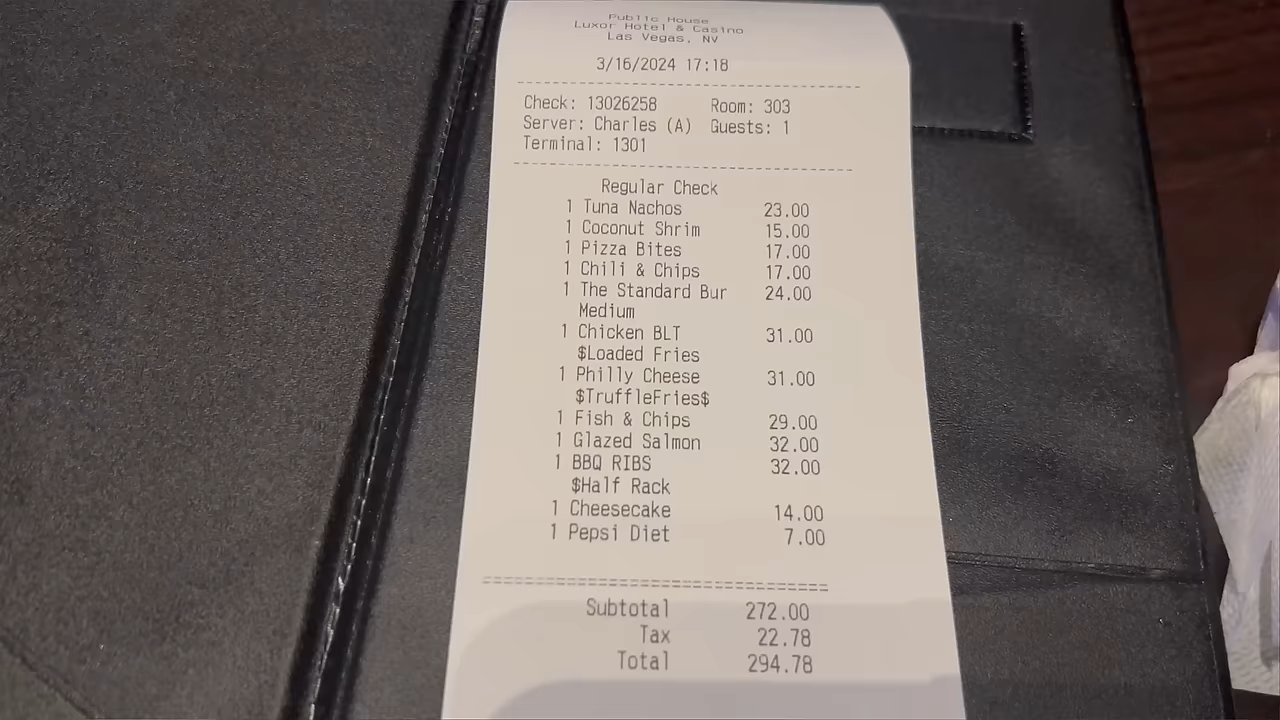 Public House
Luxor Hotel & Casino
Las Vegas, NV
3/16/2024 17:18
Check: 13026258 Room: 303
Server: Charles (A) Guests: 1
Terminal: 1301
Regular Check
1 Tuna Nachos 23.00
1 Coconut Shrim 15.00
1 Pizza Bites 17.00
1 Chili & Chips 17.00
1 The Standard Bur 24.00
Medium
1 Chicken BLT 31.00
$Loaded Fries
1 Philly Cheese 31.00
$TruffleFries$
1 Fish & Chips 29.00
1 Glazed Salmon 32.00
1 BBQ RIBS 32.00
$Half Rack
1 Cheesecake 14.00
1 Pepsi Diet 7.00
Subtotal 272.00
Tax 22.78
Total 294.78